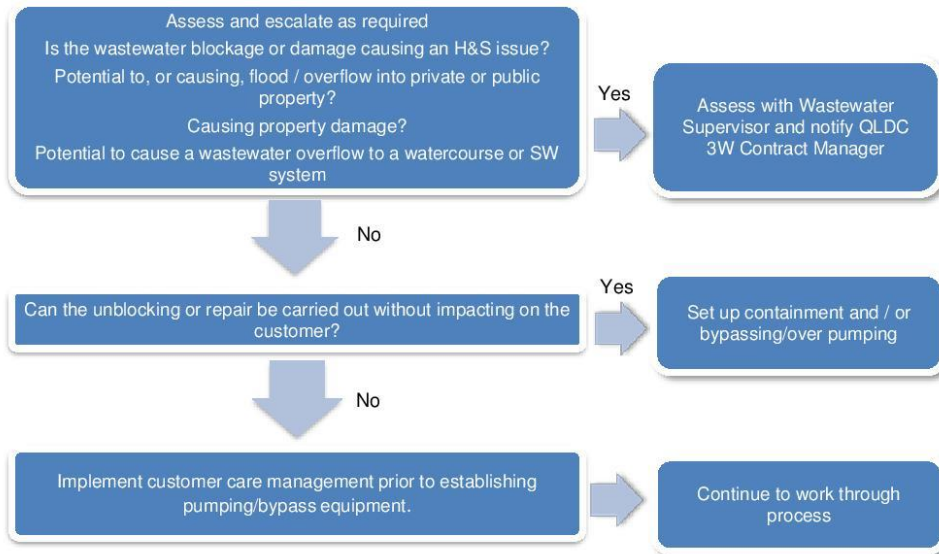 Assess and escalate as required
Is the wastewater blockage or damage causing an H&S issue?
Potential to, or causing, flood / overflow into private or public
property?
Causing property damage?
Potential to cause a wastewater overflow to a watercourse or SW
system
Yes
Assess with Wastewater
Supervisor and notify QLDC
3W Contract Manager
No
Can the unblocking or repair be carried out without impacting on the
customer?
Yes
Set up containment and / or
bypassing/over pumping
No
Implement customer care management prior to establishing
pumping/bypass equipment.
Continue to work through
process